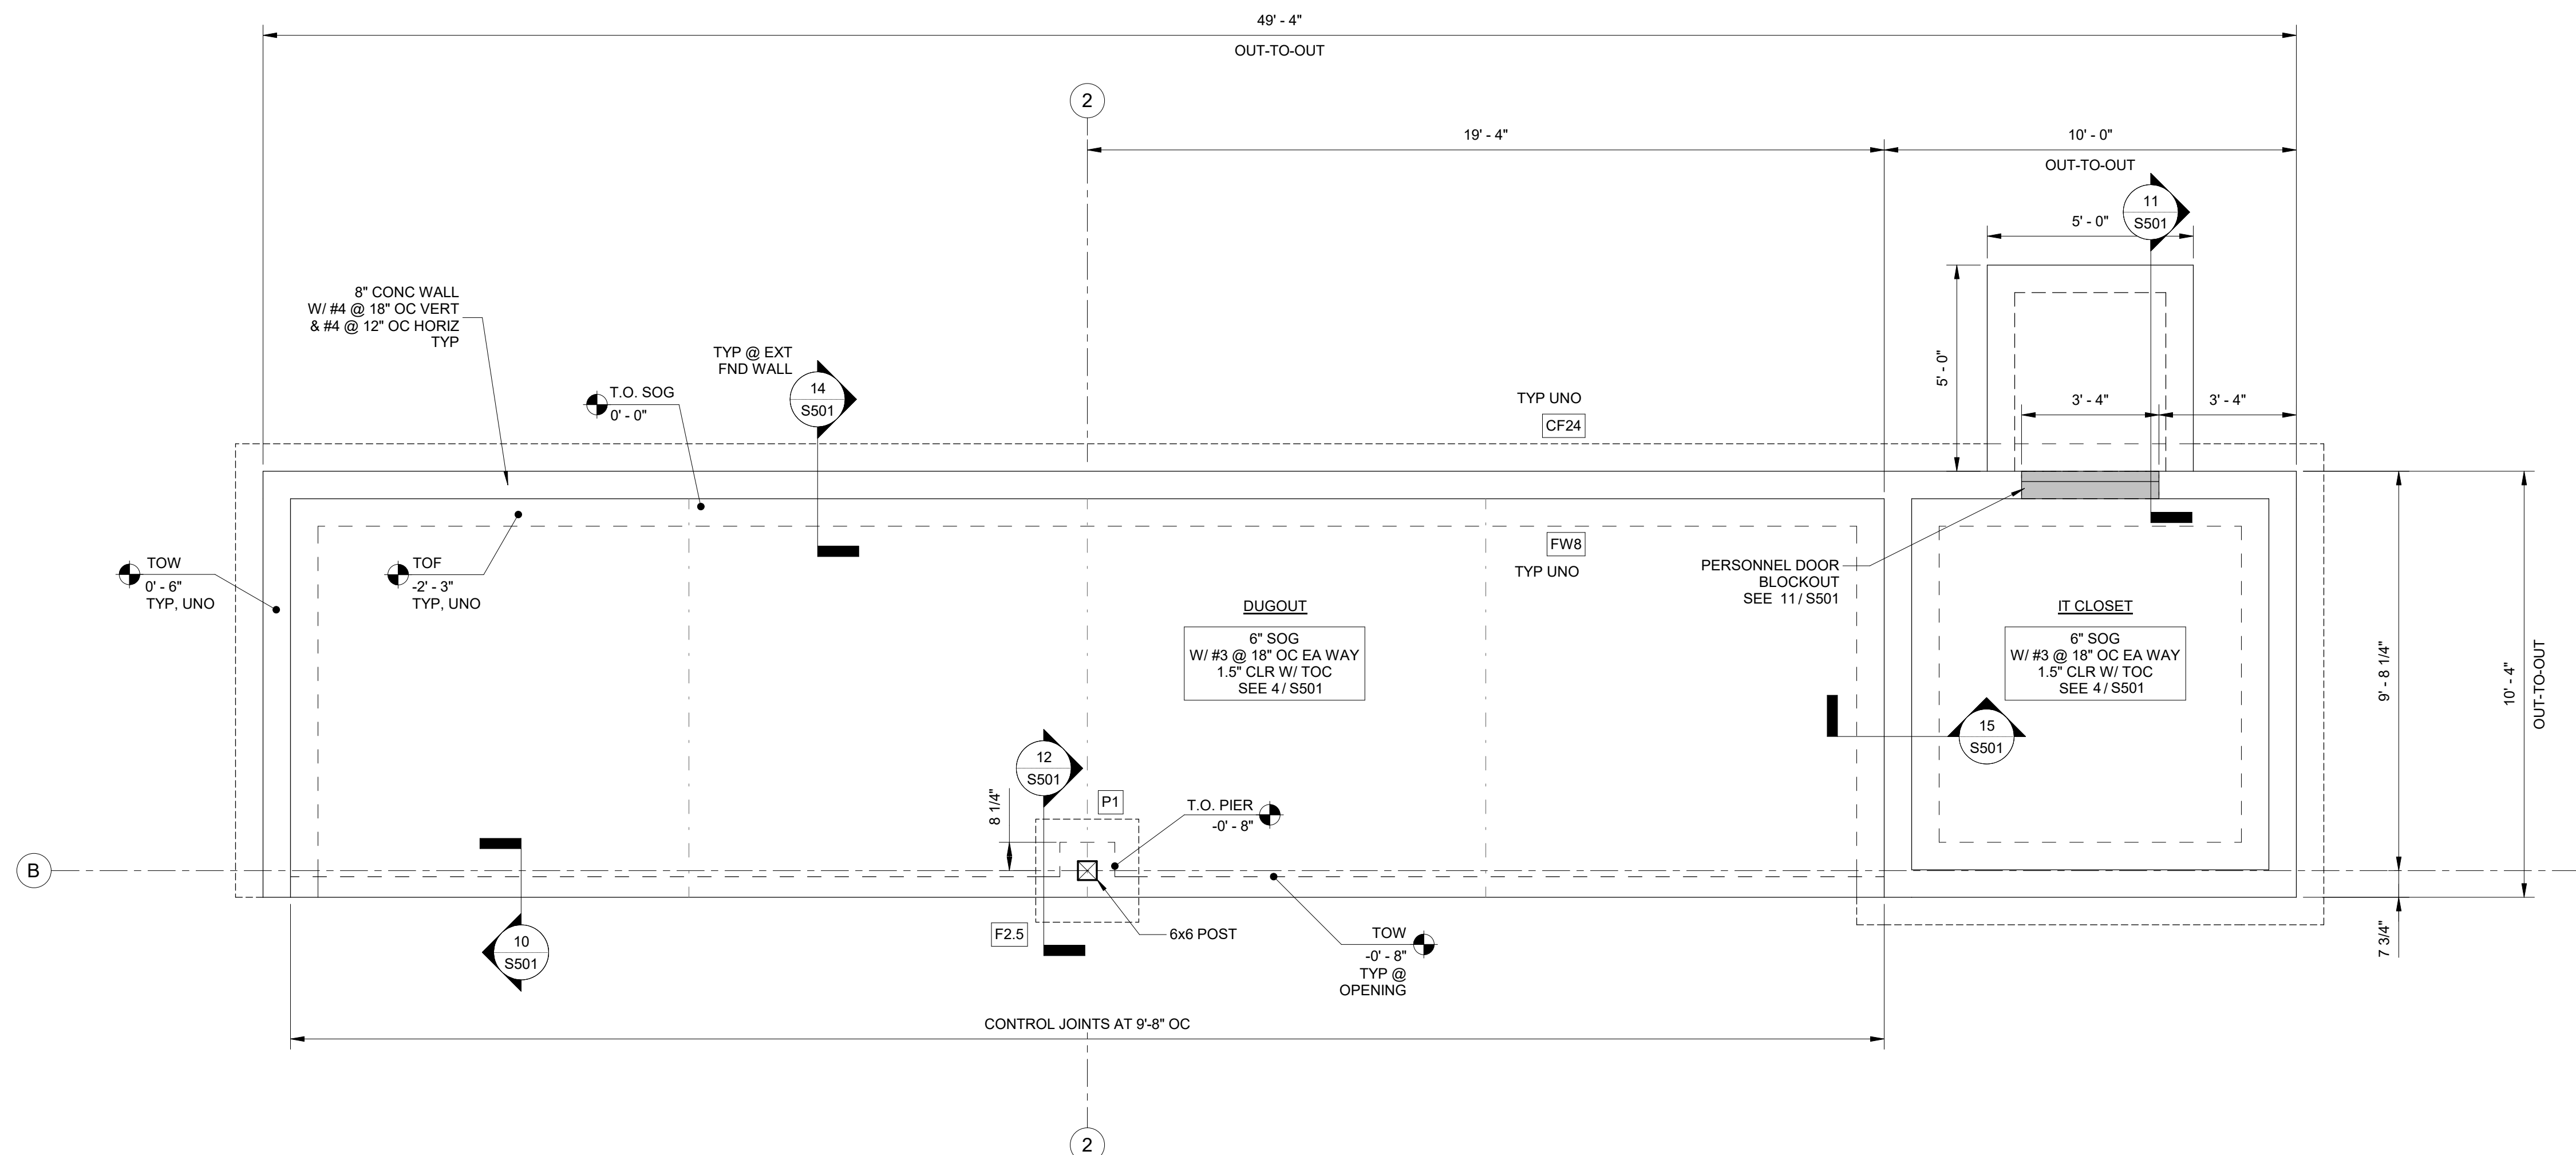 49' - 4"
OUT-TO-OUT
2
19' - 4"
10' - 0"
OUT-TO-OUT
11
S501
5' - 0"
8" CONC WALL
W/ #4 @ 18" OC VERT
& #4 @ 12" OC HORIZ
TYP
TYP @ EXT
FND WALL
14
S501
T.O. SOG
0' - 0"
5' - 0"
TYP UNO
CF24
3' - 4"
3' - 4"
TOW
0' - 6"
TYP, UNO
TOF
-2' - 3"
TYP, UNO
FW8
TYP UNO
PERSONNEL DOOR
BLOCKOUT
SEE 11 / S501
DUGOUT
6" SOG
W/ #3 @ 18" OC EA WAY
1.5" CLR W/ TOC
SEE 4 / S501
IT CLOSET
6" SOG
W/ #3 @ 18" OC EA WAY
1.5" CLR W/ TOC
SEE 4 / S501
9' - 8 1/4"
10' - 4"
OUT-TO-OUT
15
S501
12
S501
8 1/4"
P1
T.O. PIER
-0' - 8"
B
F2.5
6x6 POST
10
S501
TOW
-0' - 8"
TYP @
OPENING
7 3/4"
CONTROL JOINTS AT 9'-8" OC
2